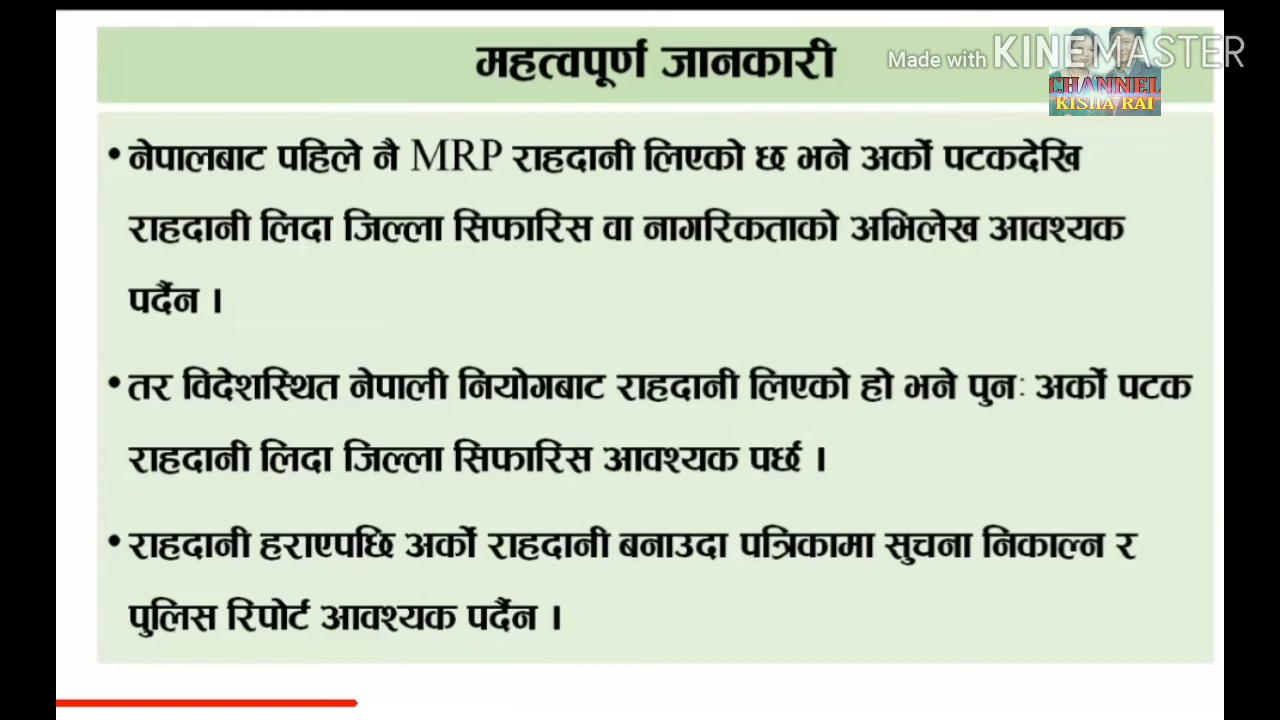 महत्वपूर्ण जानकारी
Made with KINEMASTER
CHANNEL
KISHA RAI
• नेपालबाट पहिले नै MRP राहदानी लिएको छ भने अर्को पटकदेखि
राहदानी लिदा जिल्ला सिफारिस वा नागरिकताको अभिलेख आवश्यक
पर्दैन ।
• तर विदेशस्थित नेपाली नियोगबाट राहदानी लिएको हो भने पुनः अर्को पटक
राहदानी लिदा जिल्ला सिफारिस आवश्यक पर्छ ।
• राहदानी हराएपछि अर्को राहदानी बनाउदा पत्रिकामा सुचना निकाल्न र
पुलिस रिपोर्ट आवश्यक पर्दैन ।